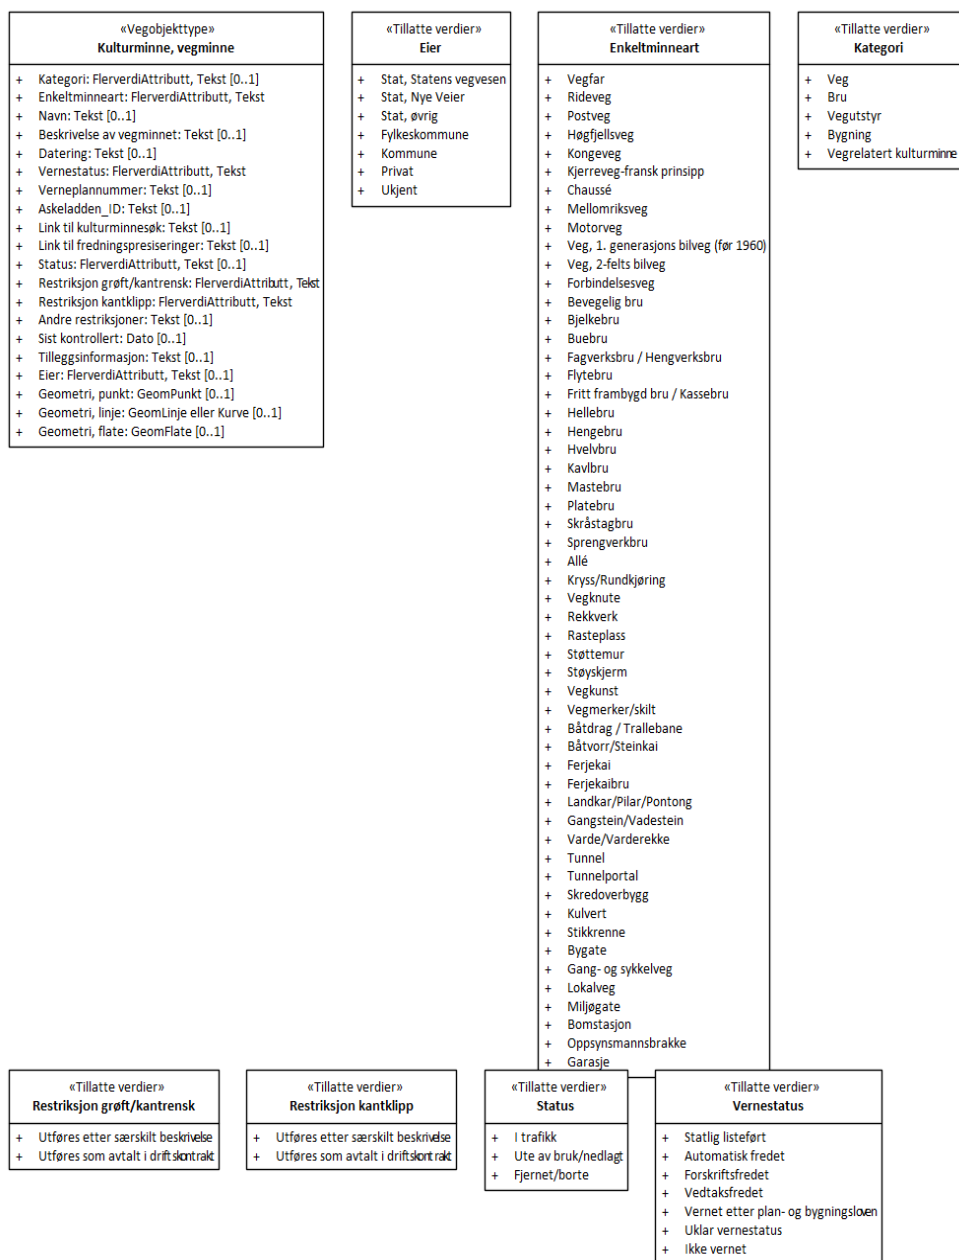 «Vegobjekttype»
Kulturminne, vegminne
+ Kategori: FlerverdiAttributt, Tekst [0..1]
+ Enkeltminneart: FlerverdiAttributt, Tekst
+ Navn: Tekst [0..1]
+ Beskrivelse av vegminnet: Tekst [0..1]
+ Datering: Tekst [0..1]
+ Vernestatus: FlerverdiAttributt, Tekst
+ Verneplannummer: Tekst [0..1]
+ Askeladden_ID: Tekst [0..1]
+ Link til kulturminnesøk: Tekst [0..1]
+ Link til fredningspresiseringer: Tekst [0..1]
+ Status: FlerverdiAttributt, Tekst [0..1]
+ Restriksjon grøft/kantrensk: FlerverdiAttributt, Tekst
+ Restriksjon kantklipp: FlerverdiAttributt, Tekst
+ Andre restriksjoner: Tekst [0..1]
+ Sist kontrollert: Dato [0..1]
+ Tilleggsinformasjon: Tekst [0..1]
+ Eier: FlerverdiAttributt, Tekst [0..1]
+ Geometri, punkt: GeomPunkt [0..1]
+ Geometri, linje: GeomLinje eller Kurve [0..1]
+ Geometri, flate: GeomFlate [0..1]
«Tillatte verdier»
Eier
+ Stat, Statens vegvesen
+ Stat, Nye Veier
+ Stat, øvrig
+ Fylkeskommune
+ Kommune
+ Privat
+ Ukjent
«Tillatte verdier»
Enkeltminneart
+ Vegfar
+ Rideveg
+ Postveg
+ Høgfjellsveg
+ Kongeveg
+ Kjerreveg-fransk prinsipp
+ Chaussé
+ Mellomriksveg
+ Motorveg
+ Veg, 1. generasjons bilveg (før 1960)
+ Veg, 2-felts bilveg
+ Forbindelsesveg
+ Bevegelig bru
+ Bjelkebru
+ Buebru
+ Fagverksbru / Hengverksbru
+ Flytebru
+ Fritt frambygd bru / Kassebru
+ Hellebru
+ Hengebru
+ Hvelvbru
+ Kavlbru
+ Mastebru
+ Platebru
+ Skråstagbru
+ Sprengverkbru
+ Allé
+ Kryss/Rundkjøring
+ Vegknute
+ Rekkverk
+ Rasteplass
+ Støttemur
+ Støyskjerm
+ Vegkunst
+ Vegmerker/skilt
+ Båtdrag / Trallebane
+ Båtvorr/Steinkai
+ Ferjekai
+ Ferjekaibru
+ Landkar/Pilar/Pontong
+ Gangstein/Vadestein
+ Varde/Varderekke
+ Tunnel
+ Tunnelportal
+ Skredoverbygg
+ Kulvert
+ Stikkrenne
+ Bygate
+ Gang- og sykkelveg
+ Lokalveg
+ Miljøgate
+ Bomstasjon
+ Oppsynsmannsbrakke
+ Garasje
«Tillatte verdier»
Kategori
+ Veg
+ Bru
+ Vegutstyr
+ Bygning
+ Vegrelatert kulturminne
«Tillatte verdier»
Restriksjon grøft/kantrensk
+ Utføres etter særskilt beskrivelse
+ Utføres som avtalt i driftskontrakt
«Tillatte verdier»
Restriksjon kantklipp
+ Utføres etter særskilt beskrivelse
+ Utføres som avtalt i driftskontrakt
«Tillatte verdier»
Status
+ I trafikk
+ Ute av bruk/nedlagt
+ Fjernet/borte
«Tillatte verdier»
Vernestatus
+ Statlig listeført
+ Automatisk fredet
+ Forskriftsfredet
+ Vedtaksfredet
+ Vernet etter plan- og bygningsloven
+ Uklar vernestatus
+ Ikke vernet